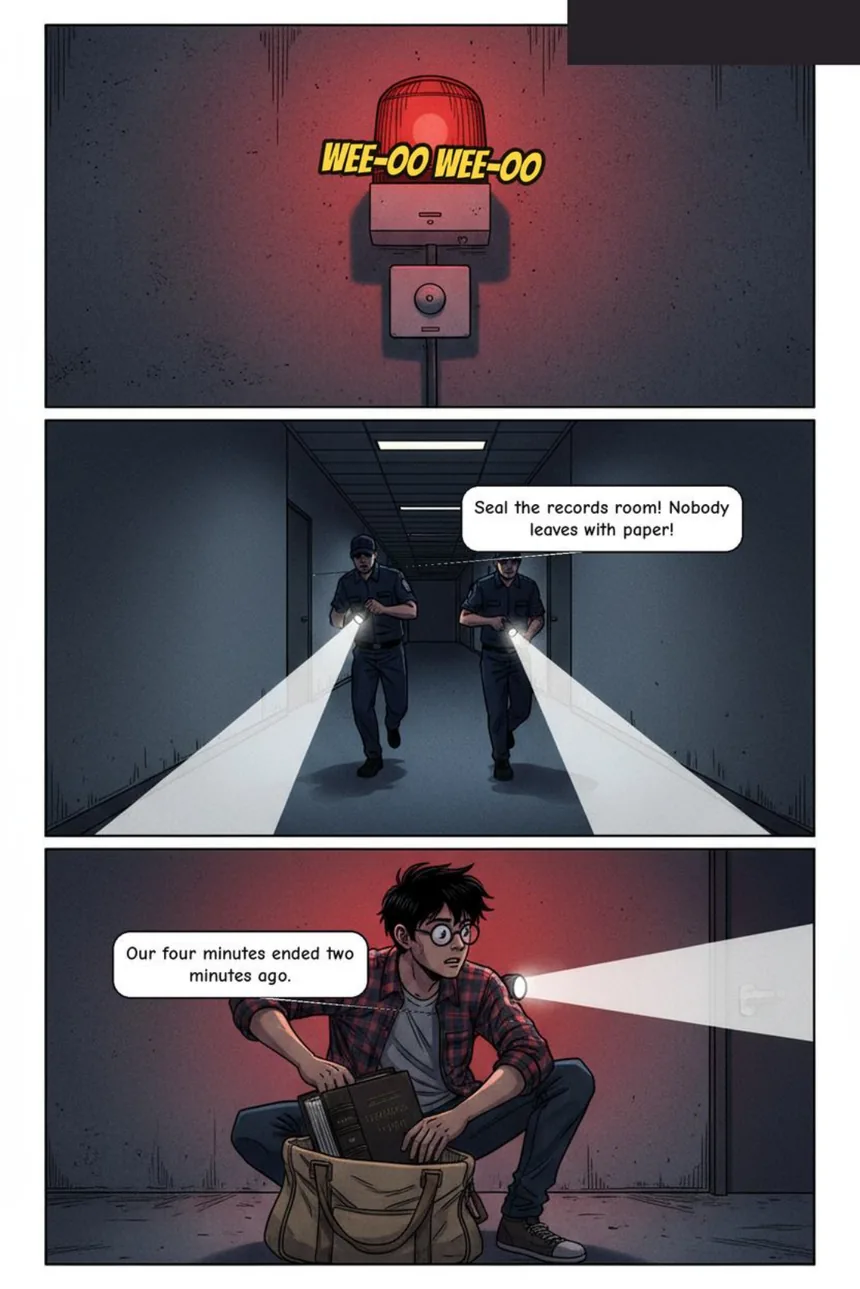 WEE-OO WEE-OO
Seal the records room! Nobody
leaves with paper!
Our four minutes ended two
minutes ago.